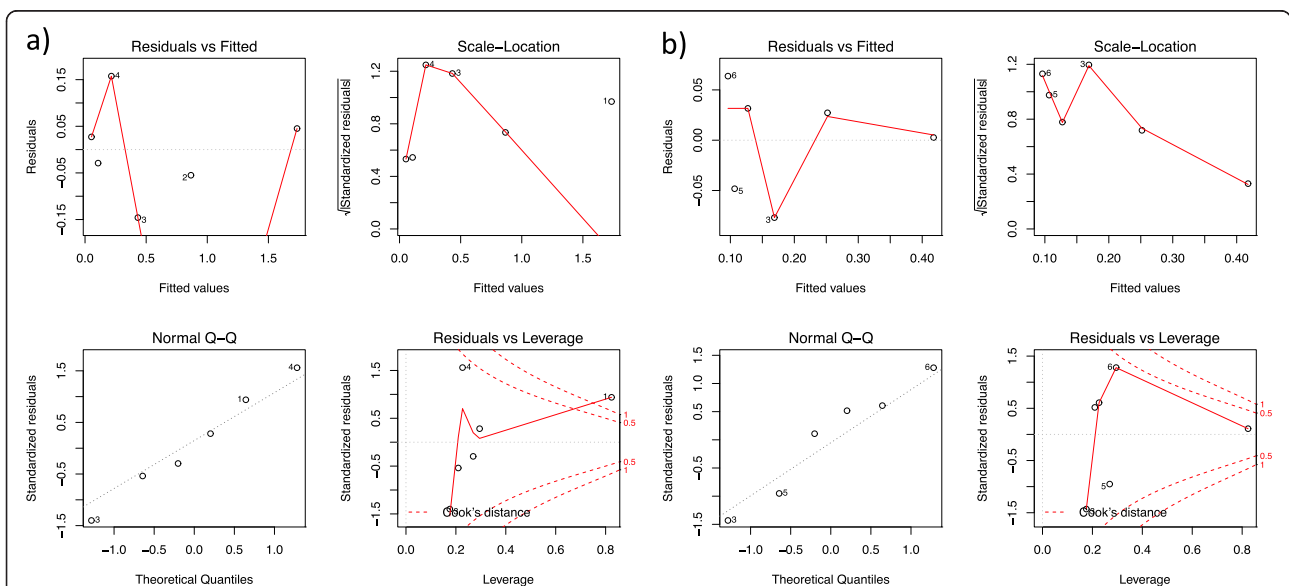 a)
Residuals vs Fitted
Residuals
0.15
0.05
−0.05
−0.15
4
2
3
0.0 0.5 1.0 1.5
Fitted values
Scale−Location
√|Standardized residuals|
1.2
0.8
0.4
0.0
4
3
1
0.0 0.5 1.0 1.5
Fitted values
b)
Residuals vs Fitted
Residuals
0.05
0.00
−0.05
6
5
3
0.10 0.20 0.30 0.40
Fitted values
Scale−Location
√|Standardized residuals|
1.2
0.8
0.4
0.0
6
5
3
0.10 0.20 0.30 0.40
Fitted values
Normal Q−Q
Standardized residuals
1.5
0.5
−0.5
−1.5
4
1
3
−1.0 −0.5 0.0 0.5 1.0
Theoretical Quantiles
Residuals vs Leverage
Standardized residuals
1.5
0.5
−0.5
−1.5
4
1
1
0.5
0.5
1
Cook's distance
0.0 0.2 0.4 0.6 0.8
Leverage
Normal Q−Q
Standardized residuals
1.5
0.5
−0.5
−1.5
6
5
3
−1.0 −0.5 0.0 0.5 1.0
Theoretical Quantiles
Residuals vs Leverage
Standardized residuals
1.5
0.5
−0.5
−1.5
6
5
1
0.5
0.5
1
Cook's distance
0.0 0.2 0.4 0.6 0.8
Leverage